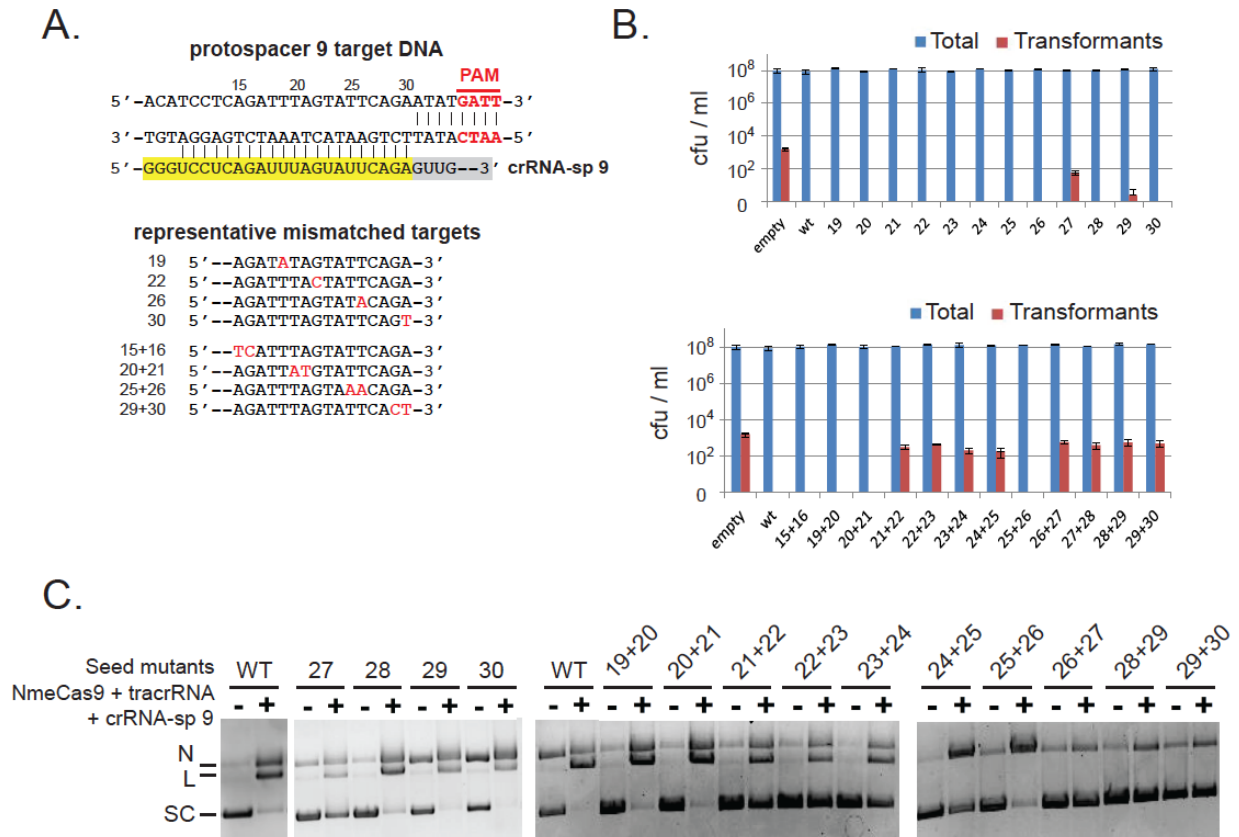 A.
protospacer 9 target DNA
15 20 25 30 PAM
5’-ACATCCTCAGATTTAGTATTCAGAATATGATT-3’
3’-TGTAGGAGTCTAAATCATAAGTCTTATACTAA-5’
5’-GGGUCCUCAGAUUUAGUAUUCAGAGUUG--3’ crRNA-sp 9
representative mismatched targets
19 5’--AGATATAGTATTCAGA-3’
22 5’--AGATTTACTATTCAGA-3’
26 5’--AGATTTAGTATACAGA-3’
30 5’--AGATTTAGTATTCAGT-3’
15+16 5’--TCATTTAGTATTCAGA-3’
20+21 5’--AGATTATGTATTCAGA-3’
25+26 5’--AGATTTAGTAAACAGA-3’
29+30 5’--AGATTTAGTATTCACT-3’
B.
Total Transformants
cfu / ml
10^8
10^6
10^4
10^2
0
empty wt 19 20 21 22 23 24 25 26 27 28 29 30
Total Transformants
cfu / ml
10^8
10^6
10^4
10^2
0
empty wt 15+16 19+20 20+21 21+22 22+23 23+24 24+25 25+26 26+27 27+28 28+29 29+30
C.
Seed mutants WT 27 28 29 30 WT 19+20 20+21 21+22 22+23 23+24 24+25 25+26 26+27 28+29 29+30
NmeCas9 + tracrRNA
+ crRNA-sp 9
- + - + - + - + - + - + - + - + - + - + - + - + - + - + - + - +
N
L
SC